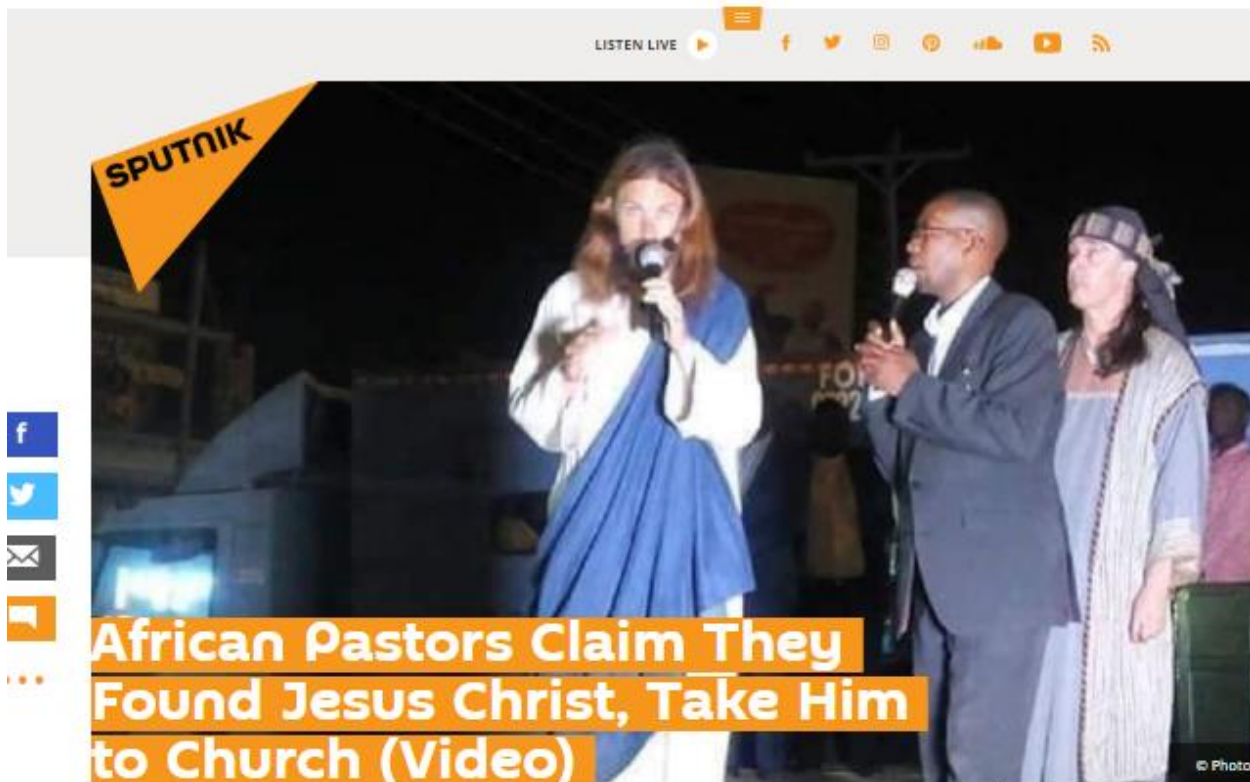 LISTEN LIVE
SPUTNIK
African Pastors Claim They
Found Jesus Christ, Take Him
to Church (Video)
© Photo